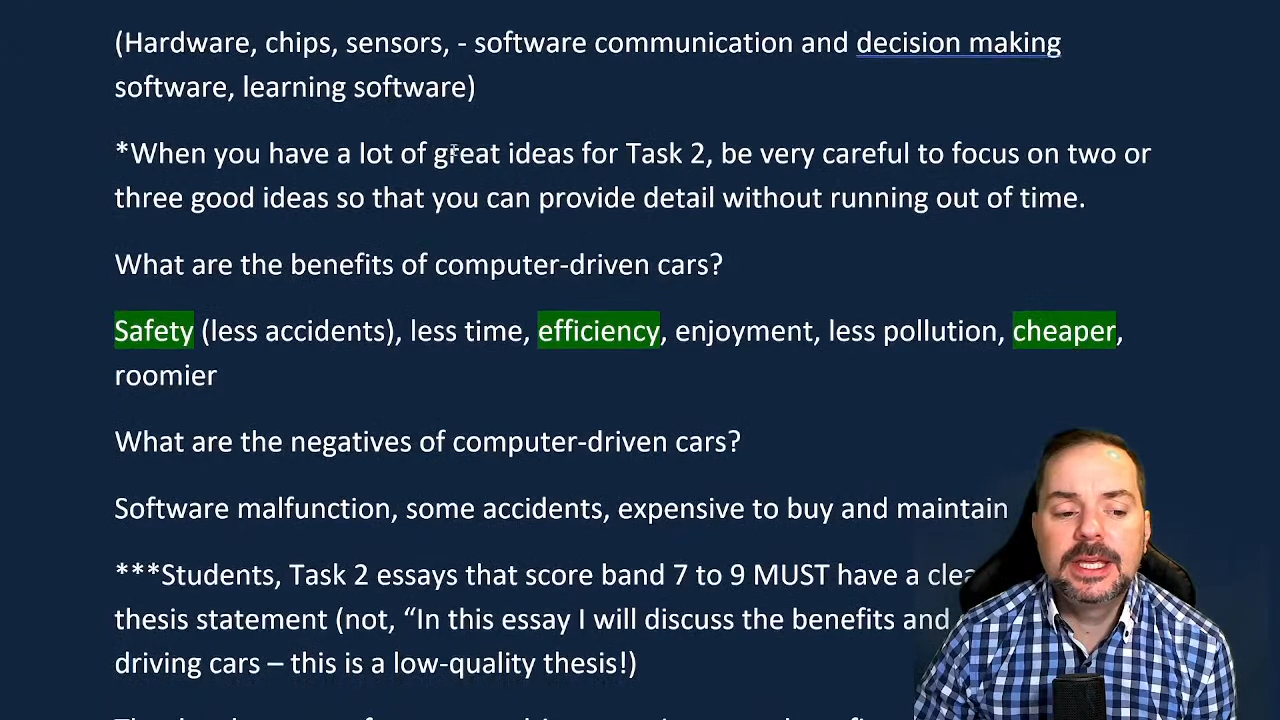 (Hardware, chips, sensors, - software communication and decision making
software, learning software)
*When you have a lot of great ideas for Task 2, be very careful to focus on two or
three good ideas so that you can provide detail without running out of time.
What are the benefits of computer-driven cars?
Safety (less accidents), less time, efficiency, enjoyment, less pollution, cheaper,
roomier
What are the negatives of computer-driven cars?
Software malfunction, some accidents, expensive to buy and maintain
***Students, Task 2 essays that score band 7 to 9 MUST have a clea
thesis statement (not, “In this essay I will discuss the benefits and
driving cars – this is a low-quality thesis!)